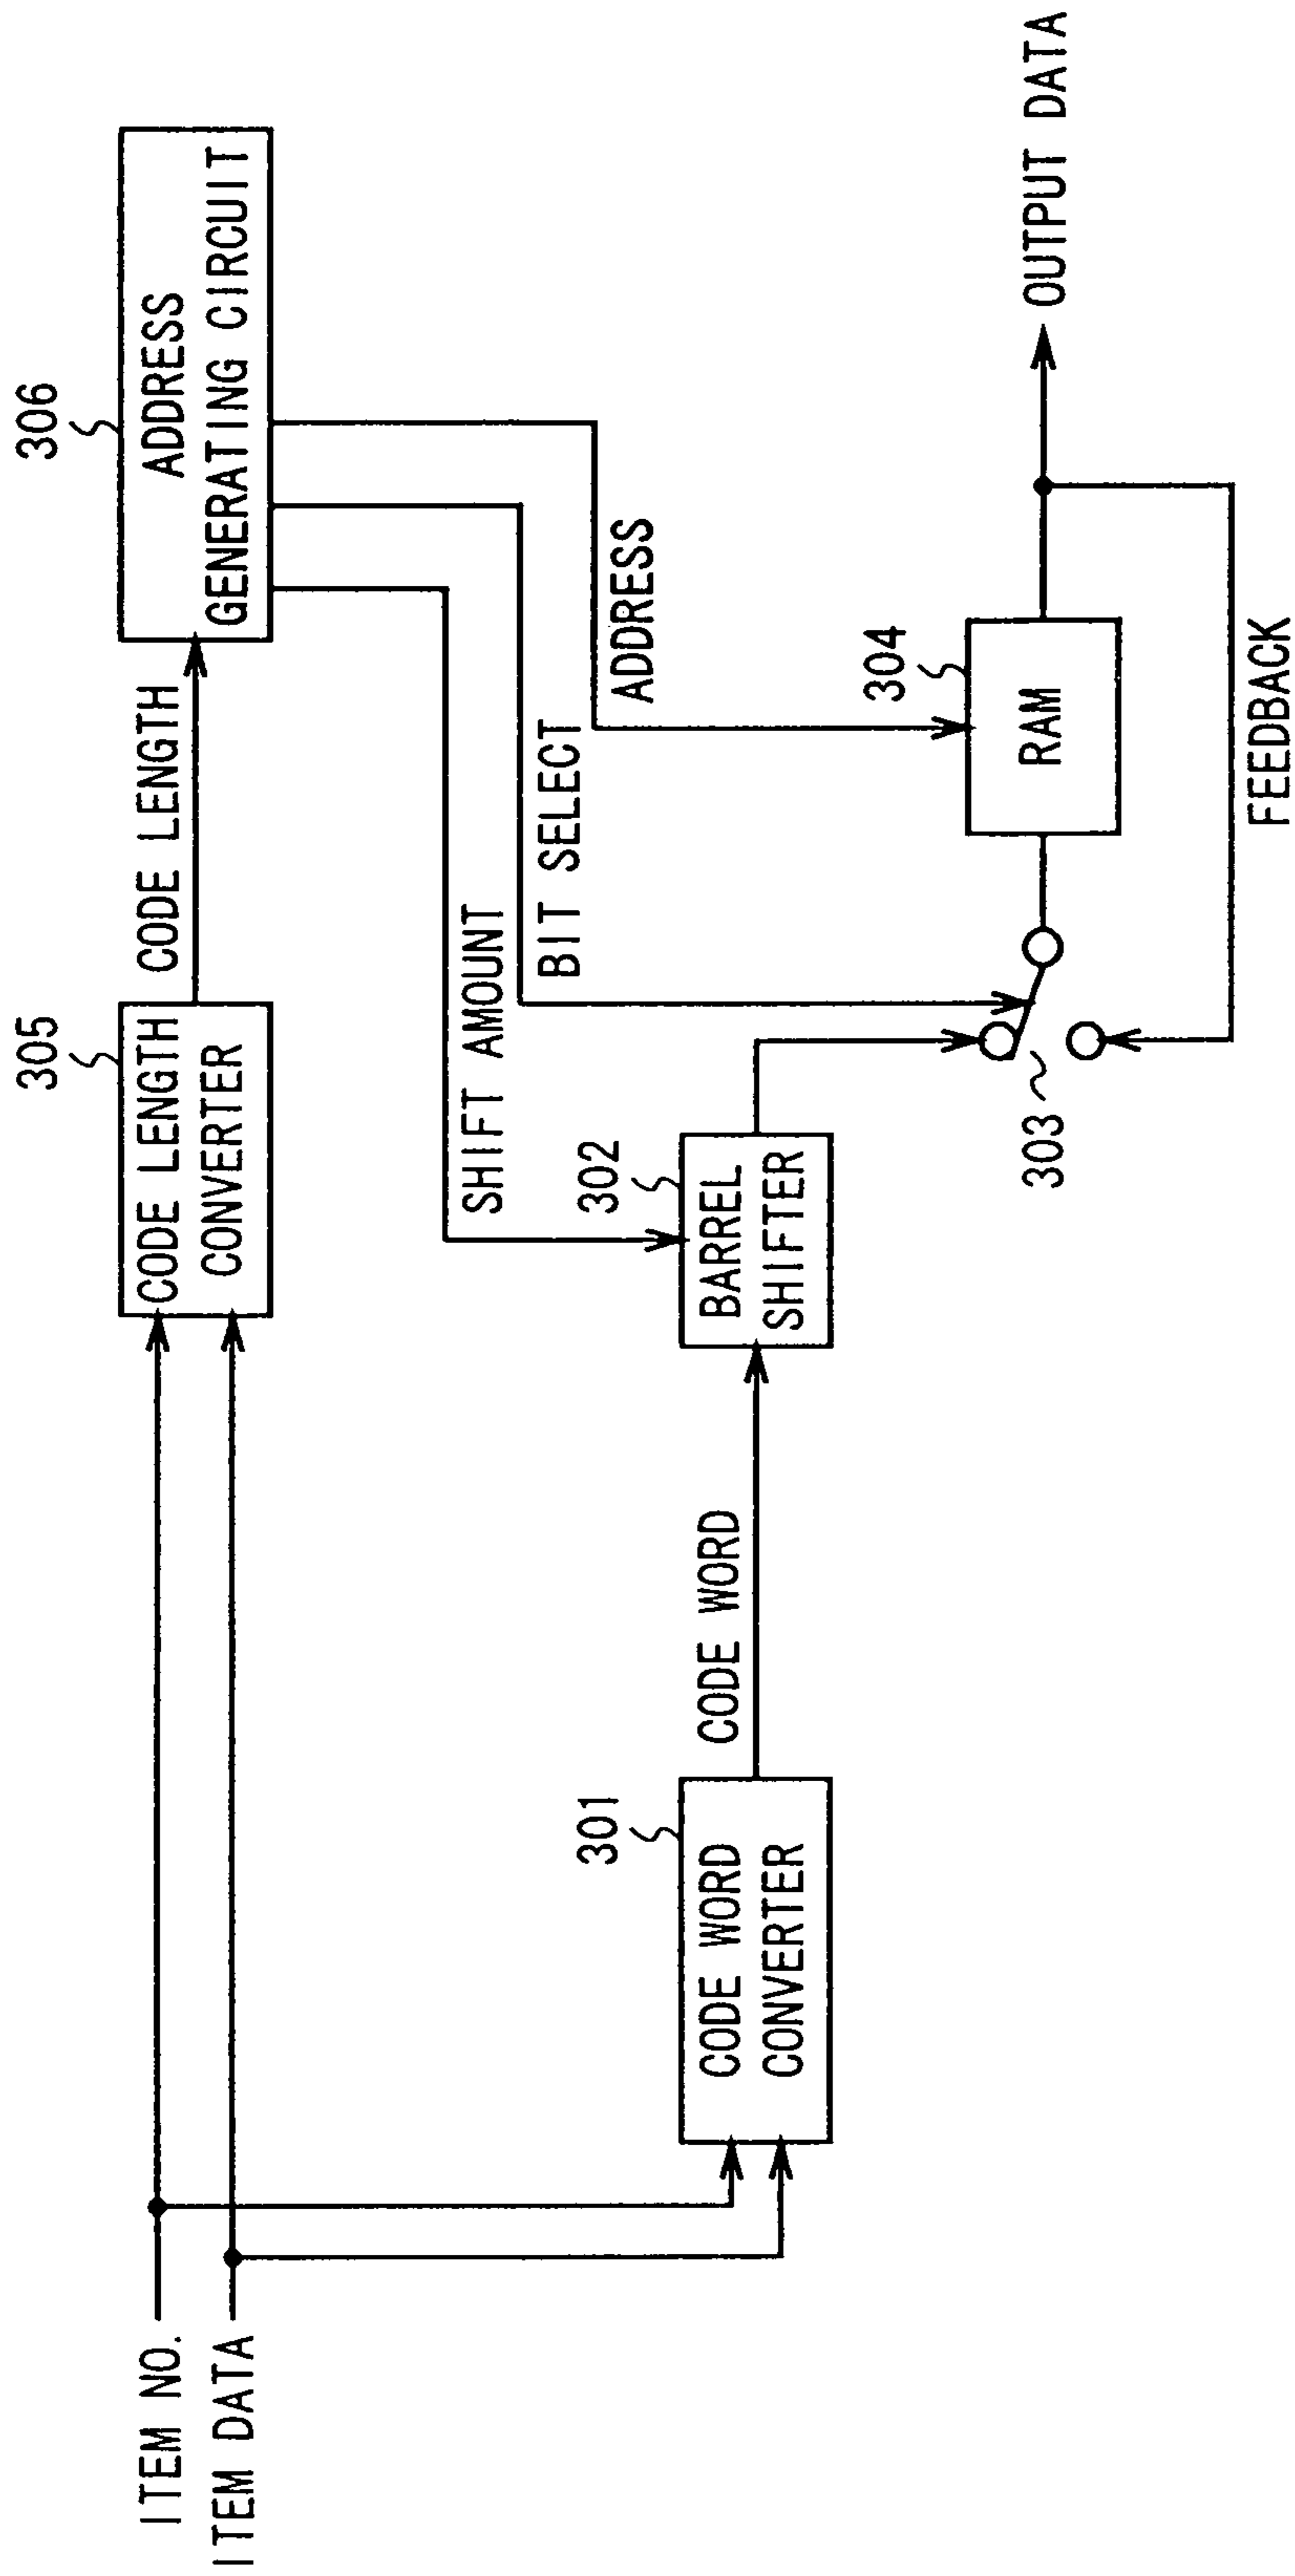 306
ADDRESS
GENERATING CIRCUIT
305
CODE LENGTH
CONVERTER
CODE LENGTH
ITEM NO.
ITEM DATA
SHIFT AMOUNT
BIT SELECT
ADDRESS
301
CODE WORD
CONVERTER
CODE WORD
302
BARREL
SHIFTER
303
304
RAM
OUTPUT DATA
FEEDBACK